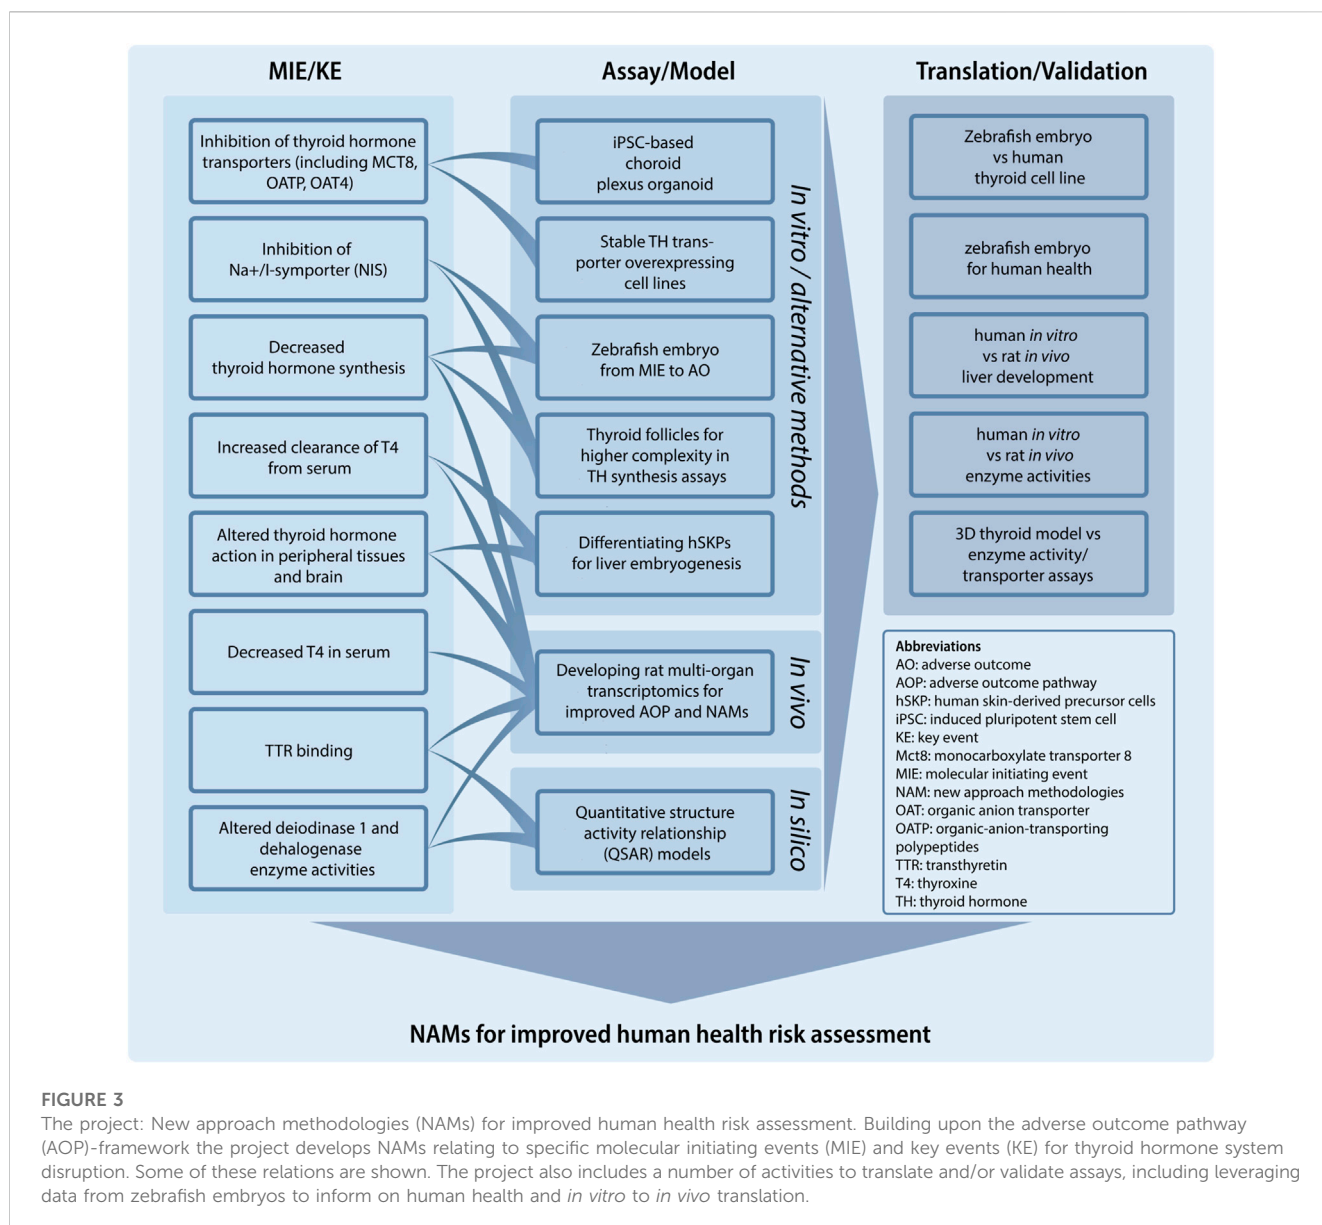 MIE/KE
Inhibition of thyroid hormone
transporters (including MCT8,
OATP, OAT4)
Inhibition of
Na+/I-symporter (NIS)
Decreased
thyroid hormone synthesis
Increased clearance of T4
from serum
Altered thyroid hormone
action in peripheral tissues
and brain
Decreased T4 in serum
TTR binding
Altered deiodinase 1 and
dehalogenase
enzyme activities
Assay/Model
iPSC-based
choroid
plexus organoid
Stable TH trans-
porter overexpressing
cell lines
Zebrafish embryo
from MIE to AO
Thyroid follicles for
higher complexity in
TH synthesis assays
Differentiating hSKPs
for liver embryogenesis
In vitro / alternative methods
Developing rat multi-organ
transcriptomics for
improved AOP and NAMs
In vivo
Quantitative structure
activity relationship
(QSAR) models
In silico
Translation/Validation
Zebrafish embryo
vs human
thyroid cell line
zebrafish embryo
for human health
human in vitro
vs rat in vivo
liver development
human in vitro
vs rat in vivo
enzyme activities
3D thyroid model vs
enzyme activity/
transporter assays
Abbreviations
AO: adverse outcome
AOP: adverse outcome pathway
hSKP: human skin-derived precursor cells
iPSC: induced pluripotent stem cell
KE: key event
Mct8: monocarboxylate transporter 8
MIE: molecular initiating event
NAM: new approach methodologies
OAT: organic anion transporter
OATP: organic-anion-transporting
polypeptides
TTR: transthyretin
T4: thyroxine
TH: thyroid hormone
NAMs for improved human health risk assessment
FIGURE 3
The project: New approach methodologies (NAMs) for improved human health risk assessment. Building upon the adverse outcome pathway
(AOP)-framework the project develops NAMs relating to specific molecular initiating events (MIE) and key events (KE) for thyroid hormone system
disruption. Some of these relations are shown. The project also includes a number of activities to translate and/or validate assays, including leveraging
data from zebrafish embryos to inform on human health and in vitro to in vivo translation.